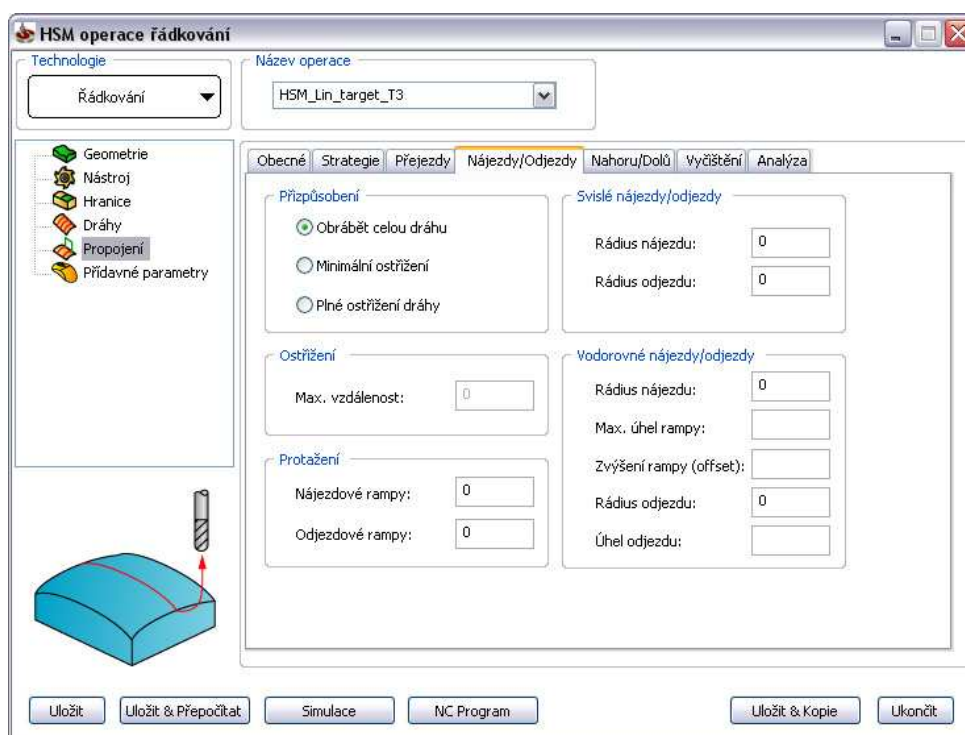 HSM operace řádkování
Technologie
Řádkování
Název operace
HSM_Lin_target_T3
Geometrie
Nástroj
Hranice
Dráhy
Propojení
Přídavné parametry
Obecné Strategie Přejezdy Nájezdy/Odjezdy Nahoru/Dolů Vyčištění Analýza
Přizpůsobení
Obrábět celou dráhu
Minimální ostřižení
Plné ostřižení dráhy
Ostřižení
Max. vzdálenost: 0
Protažení
Nájezdové rampy: 0
Odjezdové rampy: 0
Svislé nájezdy/odjezdy
Rádius nájezdu: 0
Rádius odjezdu: 0
Vodorovné nájezdy/odjezdy
Rádius nájezdu: 0
Max. úhel rampy:
Zvýšení rampy (offset):
Rádius odjezdu: 0
Úhel odjezdu:
Uložit Uložit & Přepočítat Simulace NC Program Uložit & Kopie Ukončit